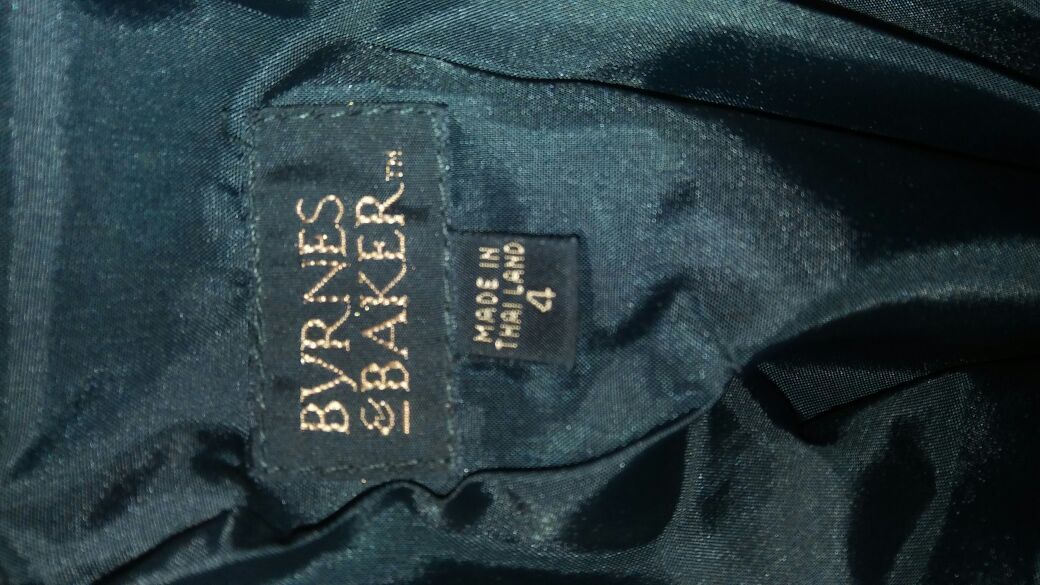 BYRNES
& BAKER™
MADE IN
THAILAND
4